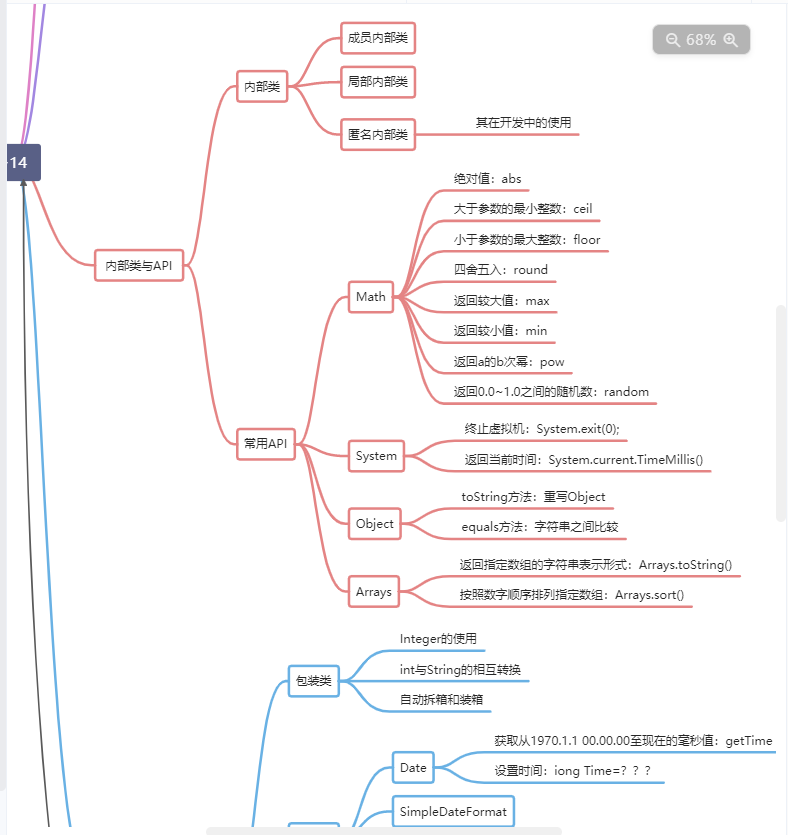 68%
14
内部类与API
内部类
成员内部类
局部内部类
匿名内部类
其在开发中的使用
常用API
Math
绝对值：abs
大于参数的最小整数：ceil
小于参数的最大整数：floor
四舍五入：round
返回较大值：max
返回较小值：min
返回a的b次幂：pow
返回0.0~1.0之间的随机数：random
System
终止虚拟机：System.exit(0);
返回当前时间：System.current.TimeMillis()
Object
toString方法：重写Object
equals方法：字符串之间比较
Arrays
返回指定数组的字符串表示形式：Arrays.toString()
按照数字顺序排列指定数组：Arrays.sort()
包装类
Integer的使用
int与String的相互转换
自动拆箱和装箱
Date
获取从1970.1.1 00.00.00至现在的毫秒值：getTime
设置时间：iong Time=？？？
SimpleDateFormat